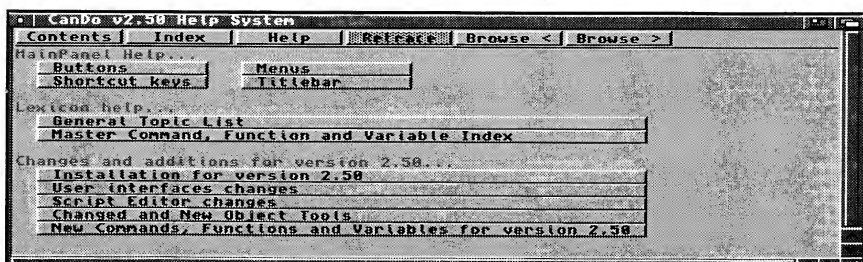 CanDo v2.50 Help System
Contents Index Help Retrace Browse < Browse >
MainPanel Help...
Buttons Menus
Shortcut keys Titlebar
Lexicon help...
General Topic List
Master Command, Function and Variable Index
Changes and additions for version 2.50...
Installation for version 2.50
User interfaces changes
Script Editor changes
Changed and New Object Tools
New Commands, Functions and Variables for version 2.50